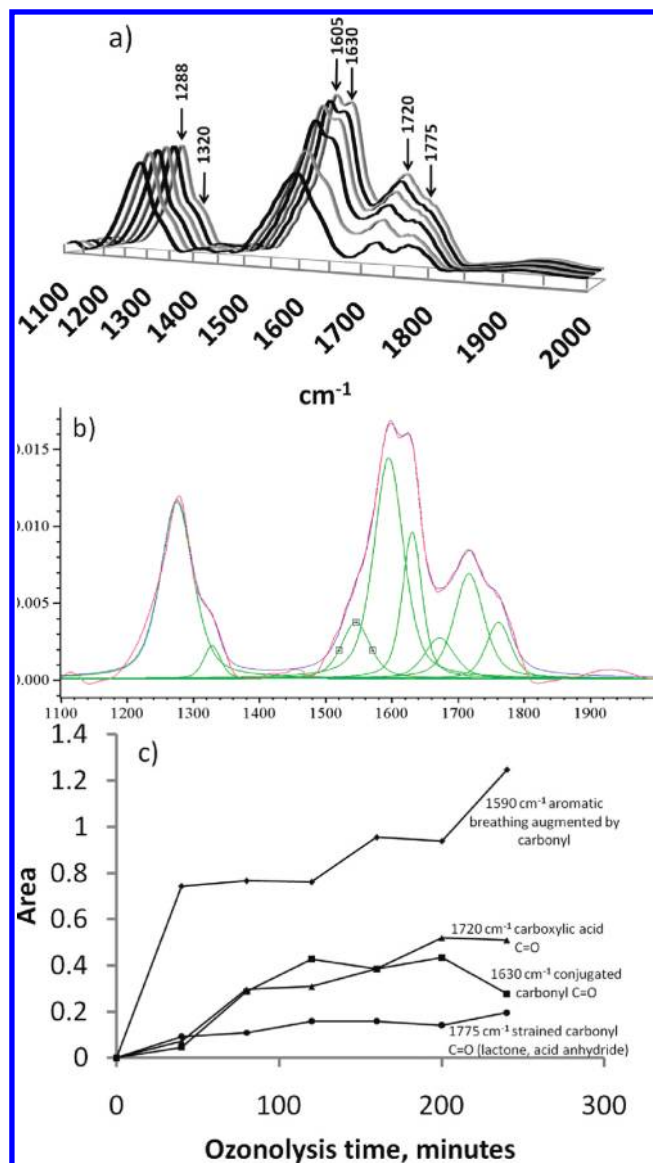 a)
1288
1320
1605
1630
1720
1775
1100
1200
1300
1400
1500
1600
1700
1800
1900
2000
cm-1
b)
0.015
0.010
0.005
0.000
1100 1200 1300 1400 1500 1600 1700 1800 1900
c)
1.4
1.2
1
0.8
0.6
0.4
0.2
0
Area
1590 cm-1 aromatic
breathing augmented by
carbonyl
1720 cm-1 carboxylic acid
C=O
1630 cm-1 conjugated
carbonyl C=O
1775 cm-1 strained carbonyl
C=O (lactone, acid anhydride)
0 100 200 300
Ozonolysis time, minutes